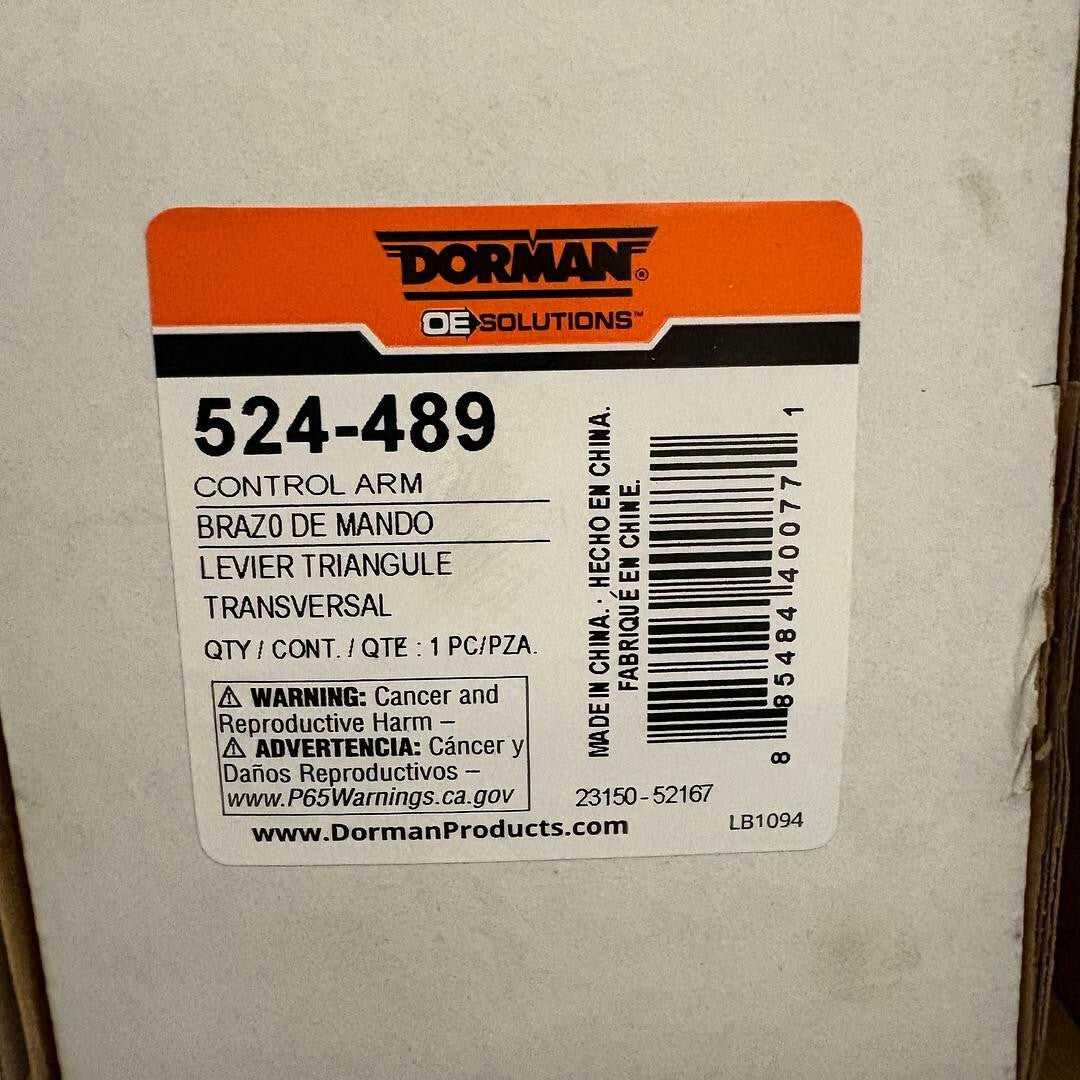 DORMAN®
OE SOLUTIONS™
524-489
CONTROL ARM
BRAZO DE MANDO
LEVIER TRIANGULE
TRANSVERSAL
QTY / CONT. / QTE : 1 PC/PZA.
⚠ WARNING: Cancer and
Reproductive Harm –
⚠ ADVERTENCIA: Cáncer y
Daños Reproductivos –
www.P65Warnings.ca.gov
www.DormanProducts.com
MADE IN CHINA. · HECHO EN CHINA.
FABRIQUÉ EN CHINE.
8 85484 40077 1
23150-52167
LB1094